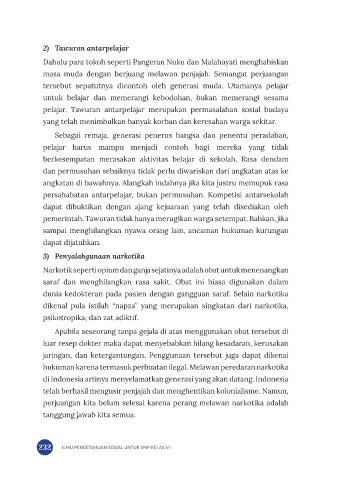 2) Tawuran antarpelajar
Dahulu para tokoh seperti Pangeran Nuku dan Malahayati menghabiskan
masa muda dengan berjuang melawan penjajah. Semangat perjuangan
tersebut sepatutnya dicontoh oleh generasi muda. Utamanya pelajar
untuk belajar dan memerangi kebodohan, bukan memerangi sesama
pelajar. Tawuran antarpelajar merupakan permasalahan sosial budaya
yang telah menimbulkan banyak korban dan keresahan warga sekitar.
Sebagai remaja, generasi penerus bangsa dan penentu peradaban,
pelajar harus mampu menjadi contoh bagi mereka yang tidak
berkesempatan merasakan aktivitas belajar di sekolah. Rasa dendam
dan permusuhan sebaiknya tidak perlu diwariskan dari angkatan atas ke
angkatan di bawahnya. Alangkah indahnya jika kita justru memupuk rasa
persahabatan antarpelajar, bukan permusuhan. Kompetisi antarsekolah
dapat dibuktikan dengan ajang kejuaraan yang telah disediakan oleh
pemerintah. Tawuran tidak hanya merugikan warga setempat. Bahkan, jika
sampai menghilangkan nyawa orang lain, ancaman hukuman kurungan
dapat dijatuhkan.
3) Penyalahgunaan narkotika
Narkotik seperti opium dan ganja sejatinya adalah obat untuk menenangkan
saraf dan menghilangkan rasa sakit. Obat ini biasa digunakan dalam
dunia kedokteran pada pasien dengan gangguan saraf. Selain narkotika
dikenal pula istilah “napza” yang merupakan singkatan dari narkotika,
psikotropika, dan zat adiktif.
Apabila seseorang tanpa gejala di atas menggunakan obat tersebut di
luar resep dokter maka dapat menyebabkan hilang kesadaran, kerusakan
jaringan, dan ketergantungan. Penggunaan tersebut juga dapat dikenai
hukuman karena termasuk perbuatan ilegal. Melawan peredaran narkotika
di Indonesia artinya menyelamatkan generasi yang akan datang. Indonesia
telah berhasil mengusir penjajah dan menghentikan kolonialisme. Namun,
perjuangan kita belum selesai karena perang melawan narkotika adalah
tanggung jawab kita semua.
232 ILMU PENGETAHUAN SOSIAL UNTUK SMP KELAS VII